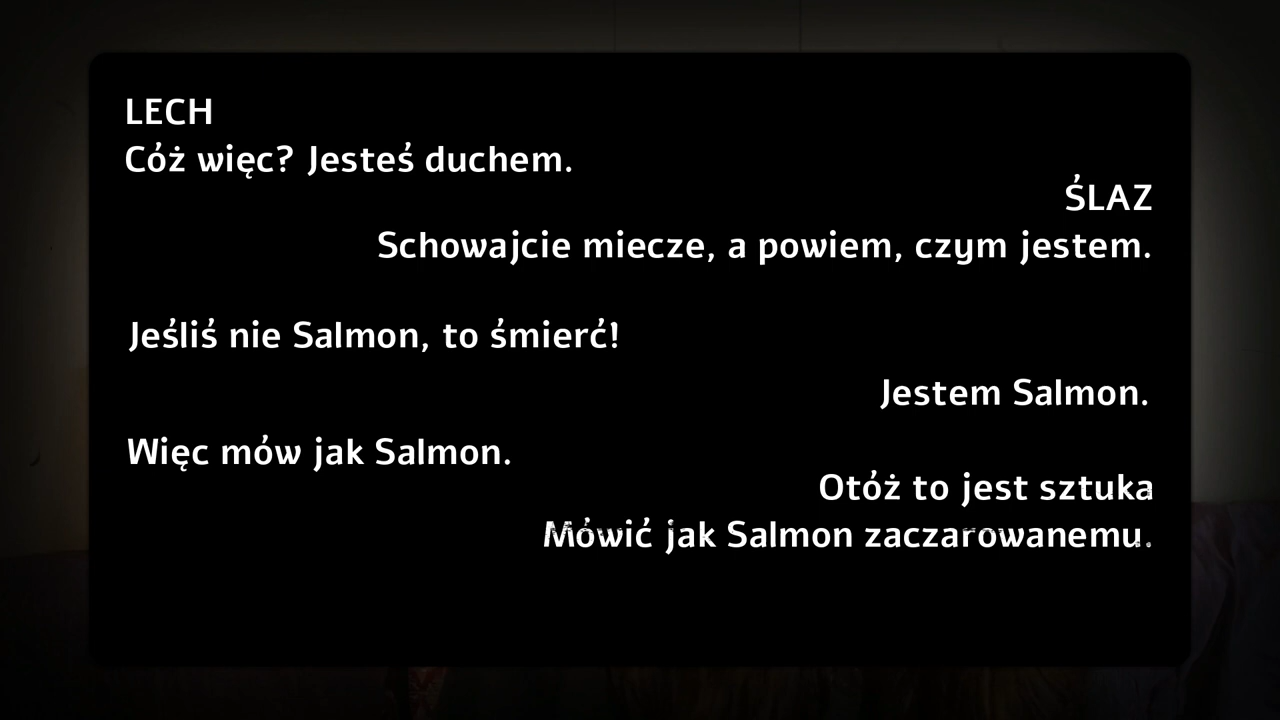 LECH
Cóż więc? Jesteś duchem.
ŚLAZ
Schowajcie miecze, a powiem, czym jestem.
Jeśliś nie Salmon, to śmierć!
Jestem Salmon.
Więc mów jak Salmon.
Otóż to jest sztuka
Mówić jak Salmon zaczarowanemu.